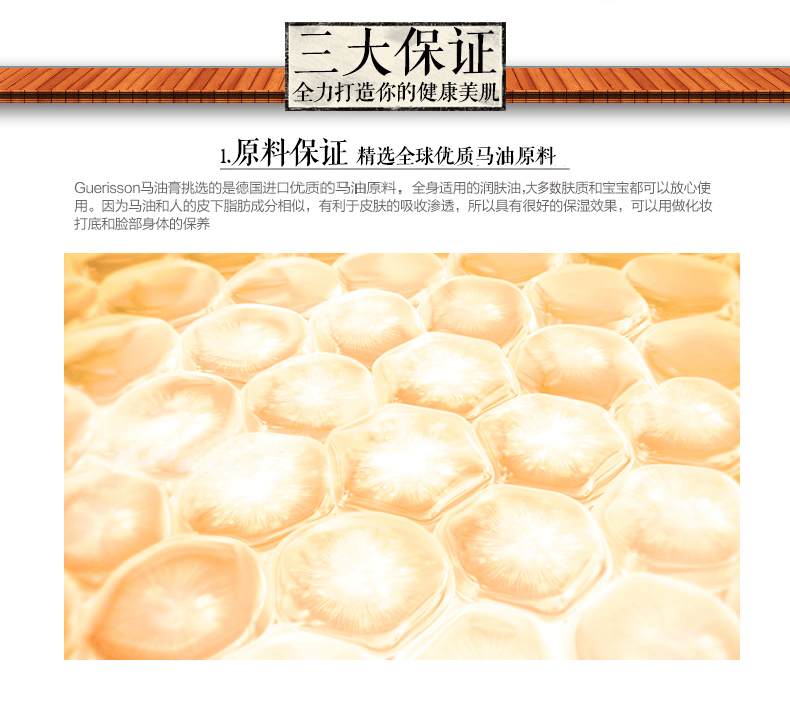 三大保证
全力打造你的健康美肌
1.原料保证 精选全球优质马油原料
Guerisson马油膏挑选的是德国进口优质的马油原料。全身适用的润肤油,大多数肤质和宝宝都可以放心使
用。因为马油和人的皮下脂肪成分相似，有利于皮肤的吸收渗透，所以具有很好的保湿效果，可以用做化妆
打底和脸部身体的保养